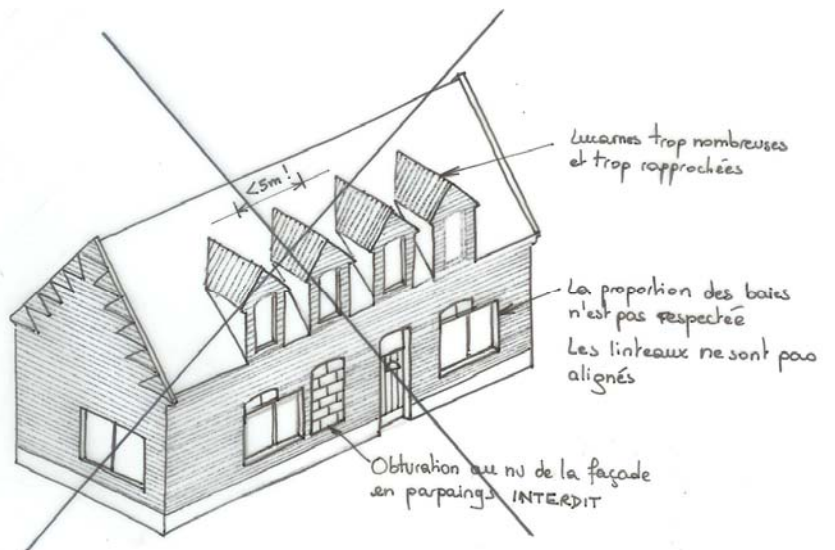 <5m!
Lucarnes trop nombreuses
et trop rapprochées
La proportion des baies
n'est pas respectée
Les linteaux ne sont pas
alignés
Obturation au nu de la façade
en parpaings INTERDIT